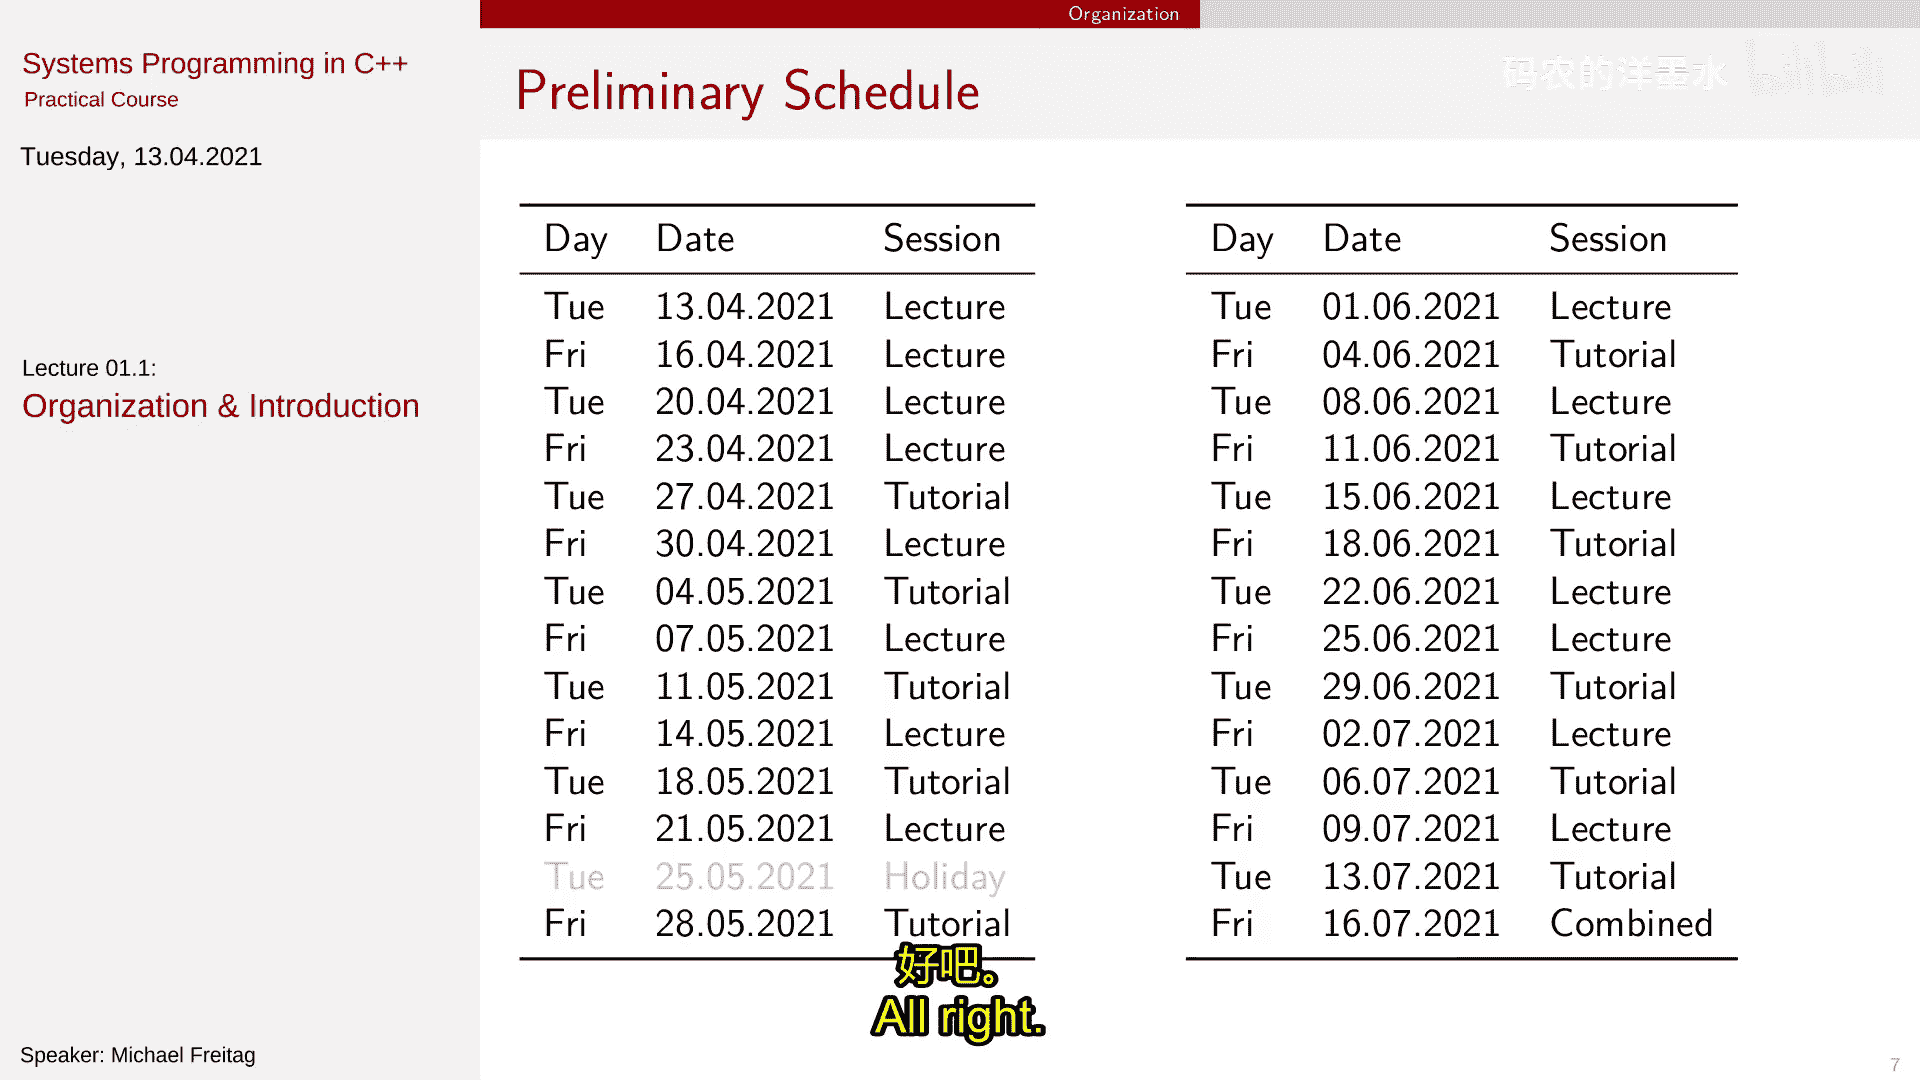 Organization
Systems Programming in C++
Practical Course
Tuesday, 13.04.2021
Lecture 01.1:
Organization & Introduction
Speaker: Michael Freitag
Preliminary Schedule
码农的洋墨水 bilibili
Day Date Session
Tue 13.04.2021 Lecture
Fri 16.04.2021 Lecture
Tue 20.04.2021 Lecture
Fri 23.04.2021 Lecture
Tue 27.04.2021 Tutorial
Fri 30.04.2021 Lecture
Tue 04.05.2021 Tutorial
Fri 07.05.2021 Lecture
Tue 11.05.2021 Tutorial
Fri 14.05.2021 Lecture
Tue 18.05.2021 Tutorial
Fri 21.05.2021 Lecture
Tue 25.05.2021 Holiday
Fri 28.05.2021 Tutorial
Day Date Session
Tue 01.06.2021 Lecture
Fri 04.06.2021 Tutorial
Tue 08.06.2021 Lecture
Fri 11.06.2021 Tutorial
Tue 15.06.2021 Lecture
Fri 18.06.2021 Tutorial
Tue 22.06.2021 Lecture
Fri 25.06.2021 Lecture
Tue 29.06.2021 Tutorial
Fri 02.07.2021 Lecture
Tue 06.07.2021 Tutorial
Fri 09.07.2021 Lecture
Tue 13.07.2021 Tutorial
Fri 16.07.2021 Combined
好吧。
All right.
7